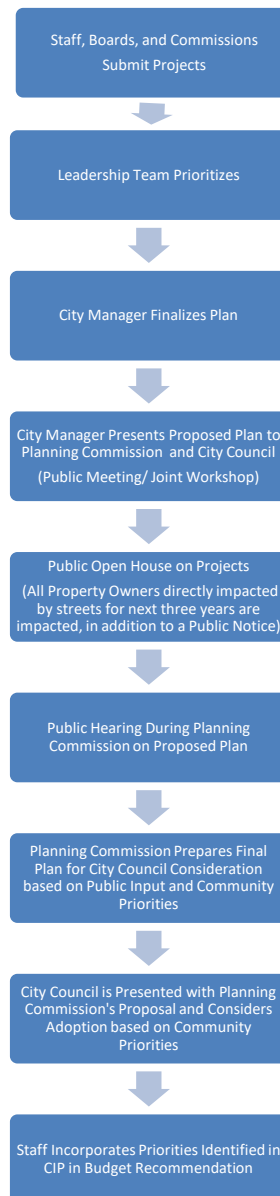 Staff, Boards, and Commissions
Submit Projects
Leadership Team Prioritizes
City Manager Finalizes Plan
City Manager Presents Proposed Plan to
Planning Commission and City Council
(Public Meeting/ Joint Workshop)
Public Open House on Projects
(All Property Owners directly impacted
by streets for next three years are
impacted, in addition to a Public Notice)
Public Hearing During Planning
Commission on Proposed Plan
Planning Commission Prepares Final
Plan for City Council Consideration
based on Public Input and Community
Priorities
City Council is Presented with Planning
Commission's Proposal and Considers
Adoption based on Community
Priorities
Staff Incorporates Priorities Identified in
CIP in Budget Recommendation